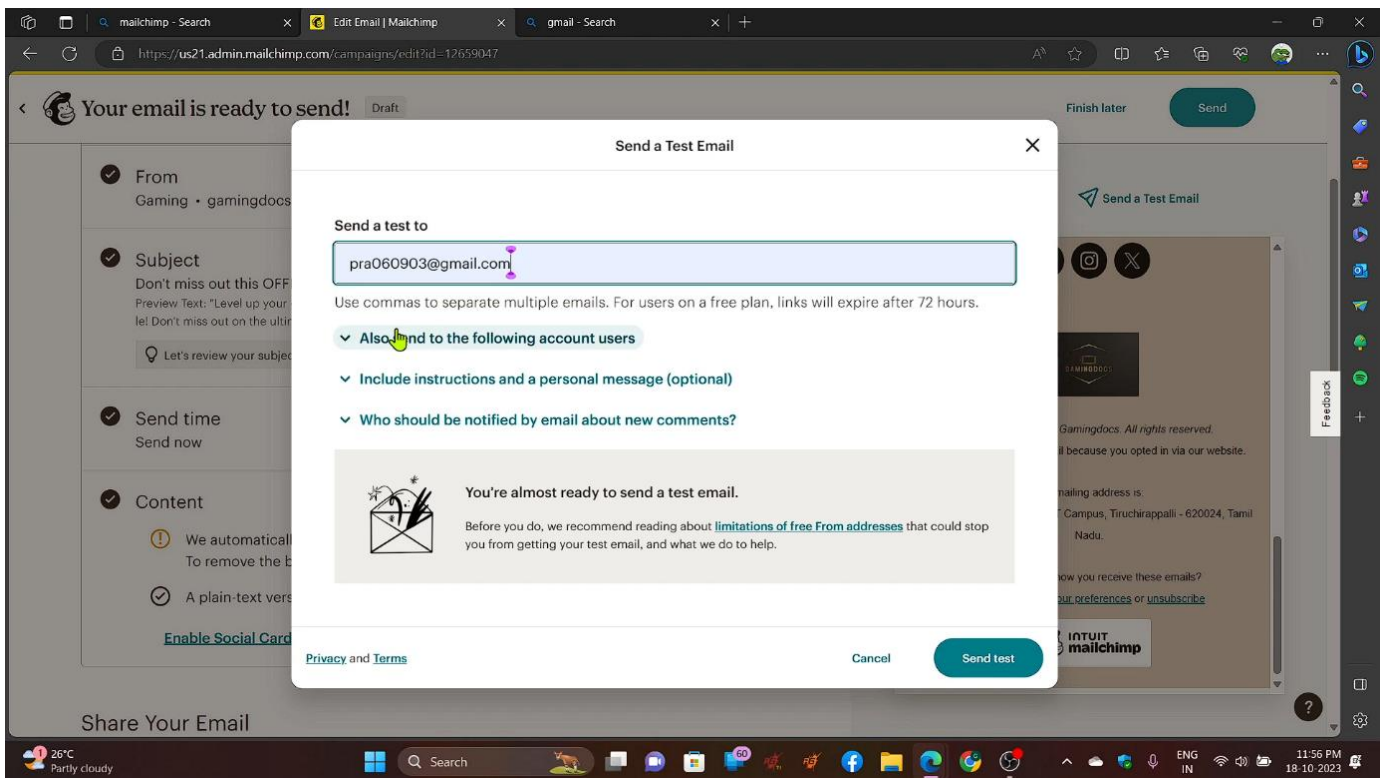 mailchimp - Search
Edit Email | Mailchimp
gmail - Search
https://us21.admin.mailchimp.com/campaigns/edit?id=12659047
Your email is ready to send!
Draft
Finish later
Send
From
Gaming • gamingdocs
Subject
Don't miss out this OFF
Preview Text: "Level up your
le! Don't miss out on the ultir
Let's review your subjec
Send time
Send now
Content
We automaticall
To remove the b
A plain-text vers
Enable Social Card
Share Your Email
Send a Test Email
Send a test to
pra060903@gmail.com
Use commas to separate multiple emails. For users on a free plan, links will expire after 72 hours.
Also send to the following account users
Include instructions and a personal message (optional)
Who should be notified by email about new comments?
You're almost ready to send a test email.
Before you do, we recommend reading about limitations of free From addresses that could stop
you from getting your test email, and what we do to help.
Privacy and Terms
Cancel
Send test
Send a Test Email
GAMINGDOCS
Gamingdocs. All rights reserved.
il because you opted in via our website.
mailing address is:
Campus, Tiruchirappalli - 620024, Tamil
Nadu.
how you receive these emails?
our preferences or unsubscribe
INTUIT
mailchimp
Feedback
?
1
26°C
Partly cloudy
Search
60
ENG
IN
11:56 PM
18-10-2023